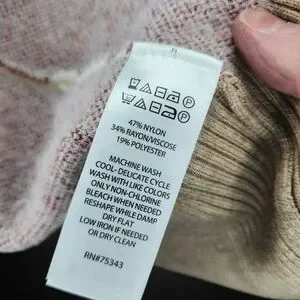 M
47% NYLON
34% RAYON/VISCOSE
19% POLYESTER
MACHINE WASH
COOL- DELICATE CYCLE
WASH WITH LIKE COLORS
ONLY NON-CHLORINE
BLEACH WHEN NEEDED
RESHAPE WHILE DAMP
DRY FLAT
LOW IRON IF NEEDED
OR DRY CLEAN
RN#75343